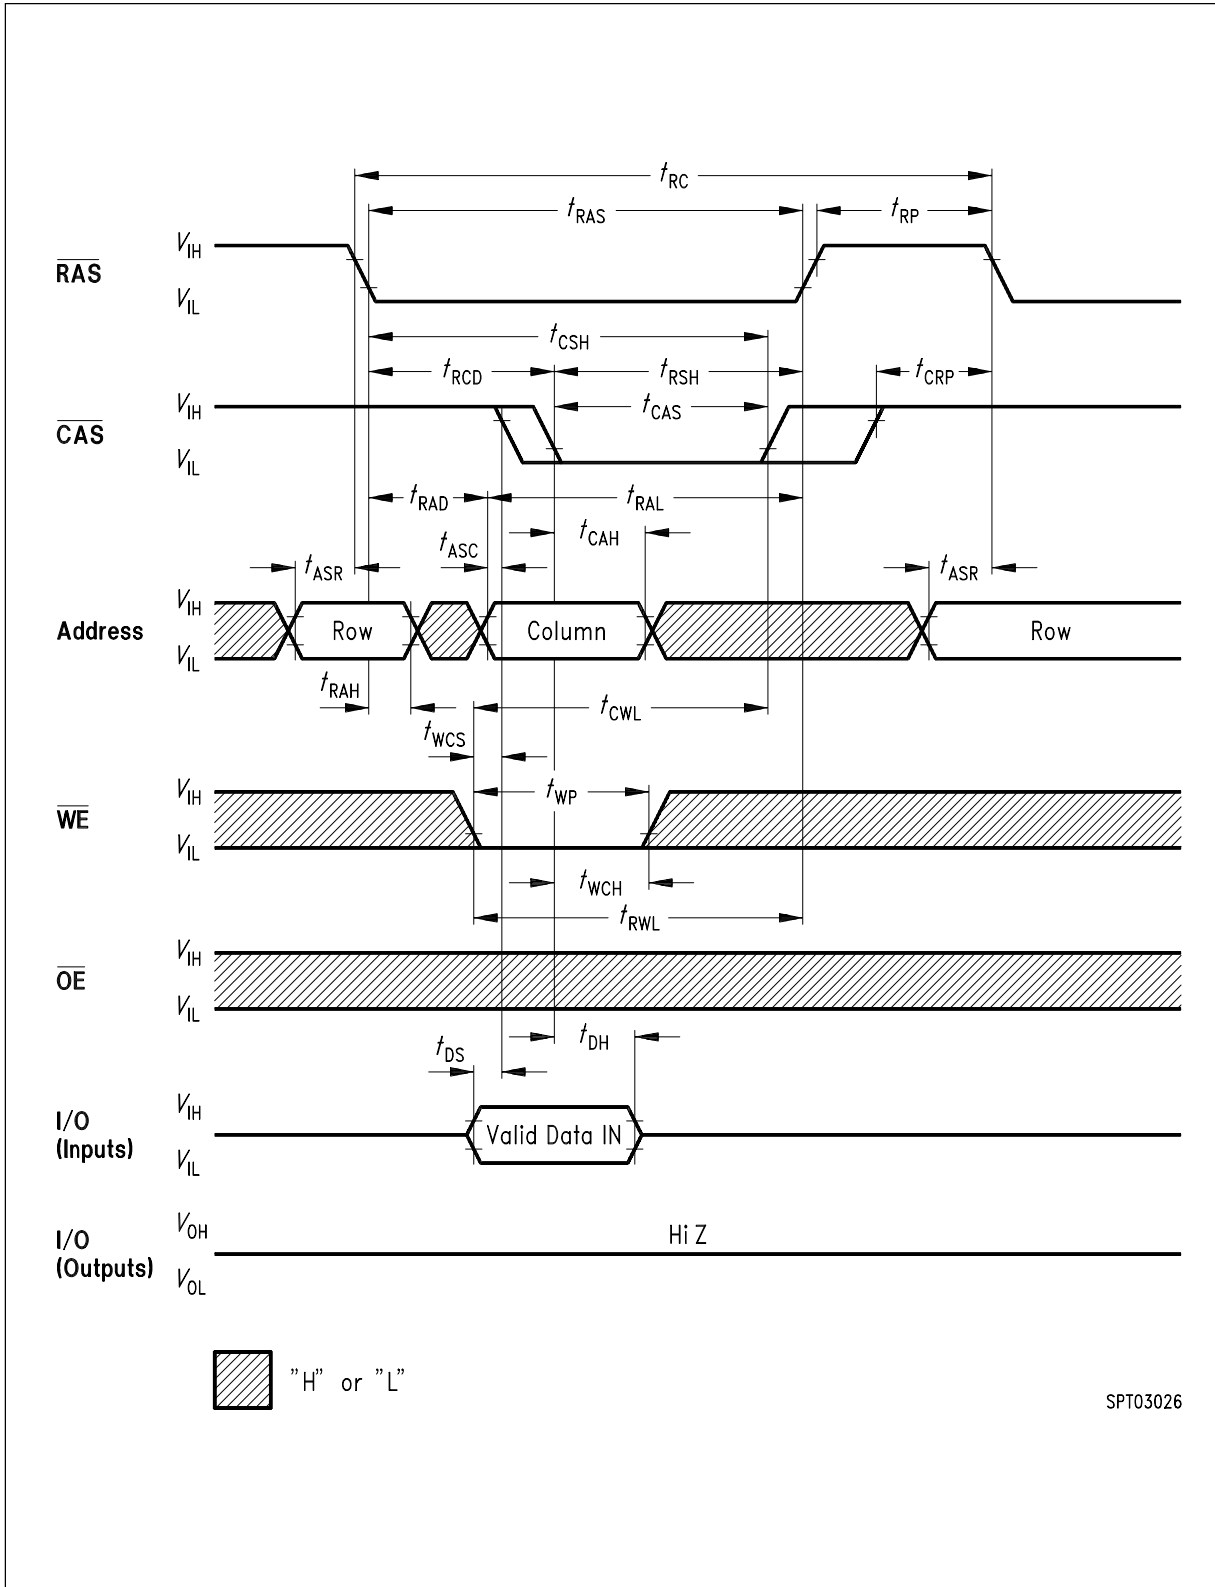 tRC
tRAS
tRP
RAS
VIH
VIL
tCSH
tRCD
tRSH
tCRP
CAS
VIH
tCAS
VIL
tRAD
tRAL
tCAH
tASC
tASR
tASR
Address
VIH
Row
Column
Row
VIL
tRAH
tCWL
tWCS
WE
VIH
tWP
VIL
tWCH
tRWL
OE
VIH
VIL
tDH
tDS
I/O
(Inputs)
VIH
Valid Data IN
VIL
I/O
(Outputs)
VOH
Hi Z
VOL
"H" or "L"
SPT03026